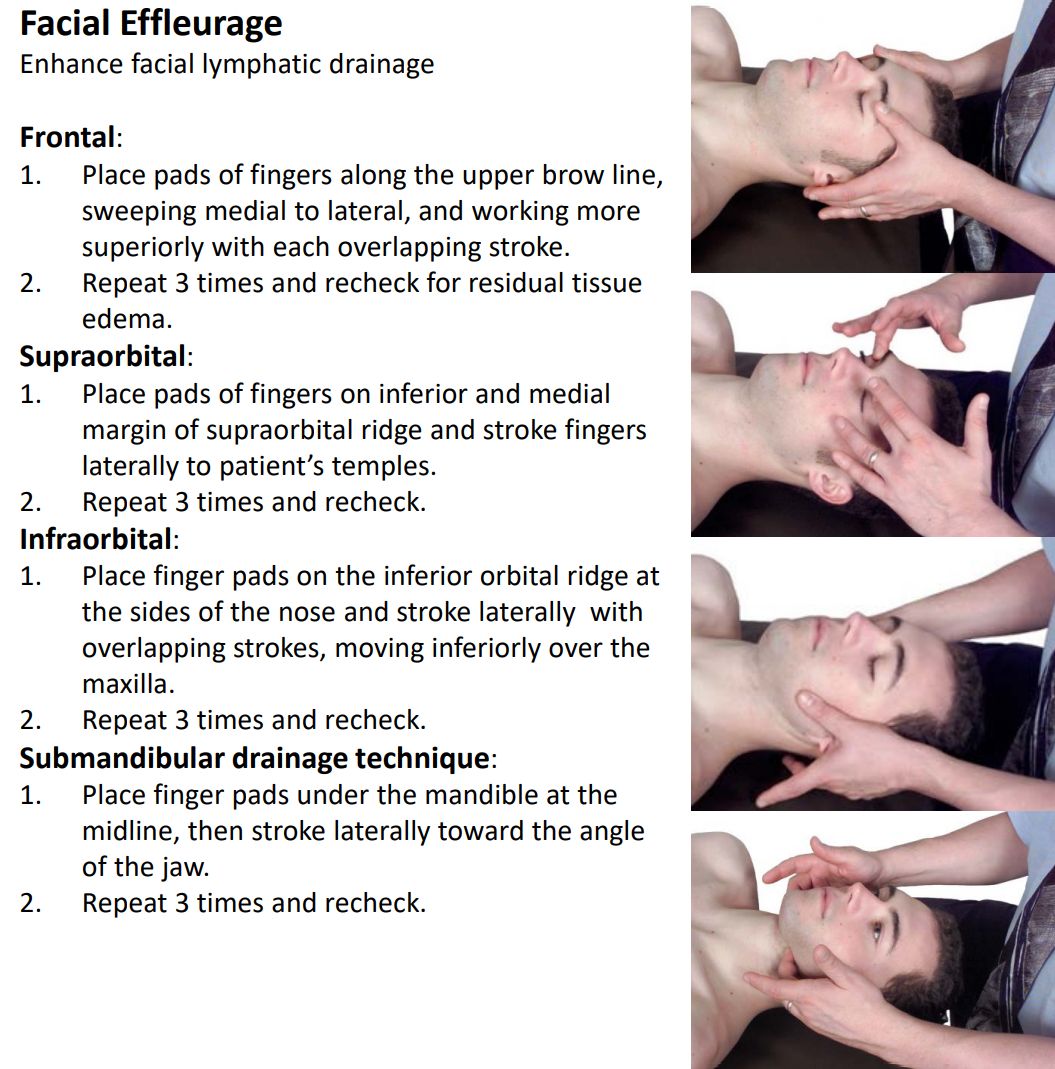 Facial Effleurage
Enhance facial lymphatic drainage
Frontal:
1. Place pads of fingers along the upper brow line,
sweeping medial to lateral, and working more
superiorly with each overlapping stroke.
2. Repeat 3 times and recheck for residual tissue
edema.
Supraorbital:
1. Place pads of fingers on inferior and medial
margin of supraorbital ridge and stroke fingers
laterally to patient’s temples.
2. Repeat 3 times and recheck.
Infraorbital:
1. Place finger pads on the inferior orbital ridge at
the sides of the nose and stroke laterally with
overlapping strokes, moving inferiorly over the
maxilla.
2. Repeat 3 times and recheck.
Submandibular drainage technique:
1. Place finger pads under the mandible at the
midline, then stroke laterally toward the angle
of the jaw.
2. Repeat 3 times and recheck.